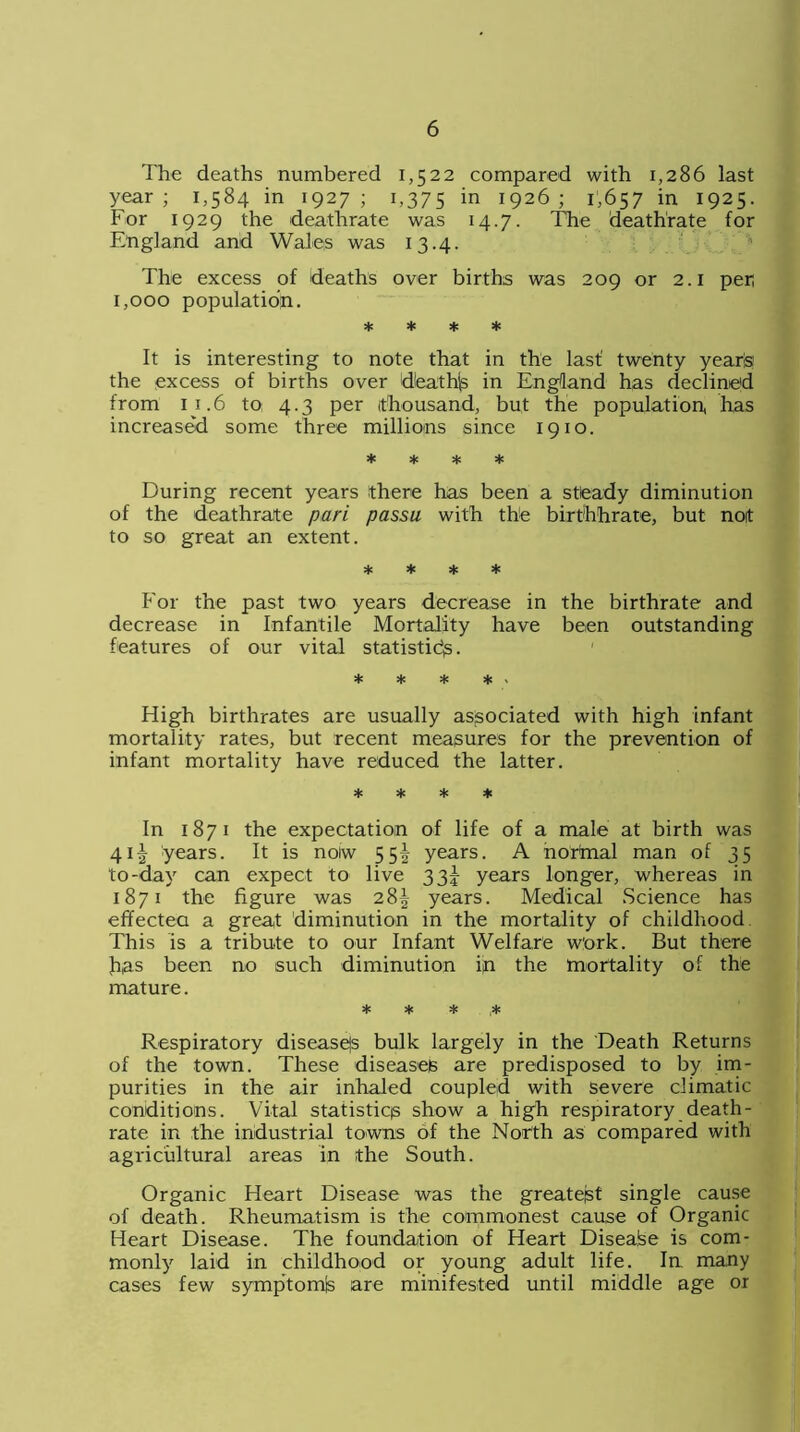 6
The deaths numbered 1,522 compared with 1,286 last
year ; 1,584 in 1927 ; 1,375 in 1926 ; 1,657 in 1925.
For 1929 the deathrate was 14.7. The deathrate for
England and Wales was 13.4.
The excess of deaths over births was 209 or 2.1 per
1,000 population.
* * * *
It is interesting to note that in the last twenty years
the excess of births over deaths in England has declined
from 11.6 to 4.3 per thousand, but the population, has
increased some three millions since 1910.
* * * *
During recent years there has been a steady diminution
of the deathrate pari passu with the birthhrate, but not
to so great an extent.
* * * *
For the past two years decrease in the birthrate and
decrease in Infantile Mortality have been outstanding
features of our vital statistics.
* * * *
High birthrates are usually associated with high infant
mortality rates, but recent measures for the prevention of
infant mortality have reduced the latter.
* * * *
In 1871 the expectation of life of a male at birth was
41½ years. It is now 55½ years. A normal man of 35
to-day can expect to live 33¼ years longer, whereas in
1871 the figure was 28½ years. Medical Science has
effected a great diminution in the mortality of childhood.
This is a tribute to our Infant Welfare work. But there
has been no such diminution in the mortality of the
mature.
* * * *
Respiratory diseases bulk largely in the Death Returns
of the town. These diseases are predisposed to by im-
purities in the air inhaled coupled with severe climatic
conditions. Vital statistics show a high respiratory death-
rate in the industrial towns of the North as compared with
agricultural areas in the South.
Organic Heart Disease was the greatest single cause
of death. Rheumatism is the commonest cause of Organic
Heart Disease. The foundation of Heart Disease is com-
monly laid in childhood or young adult life. In many
cases few symptoms are minifested until middle age or